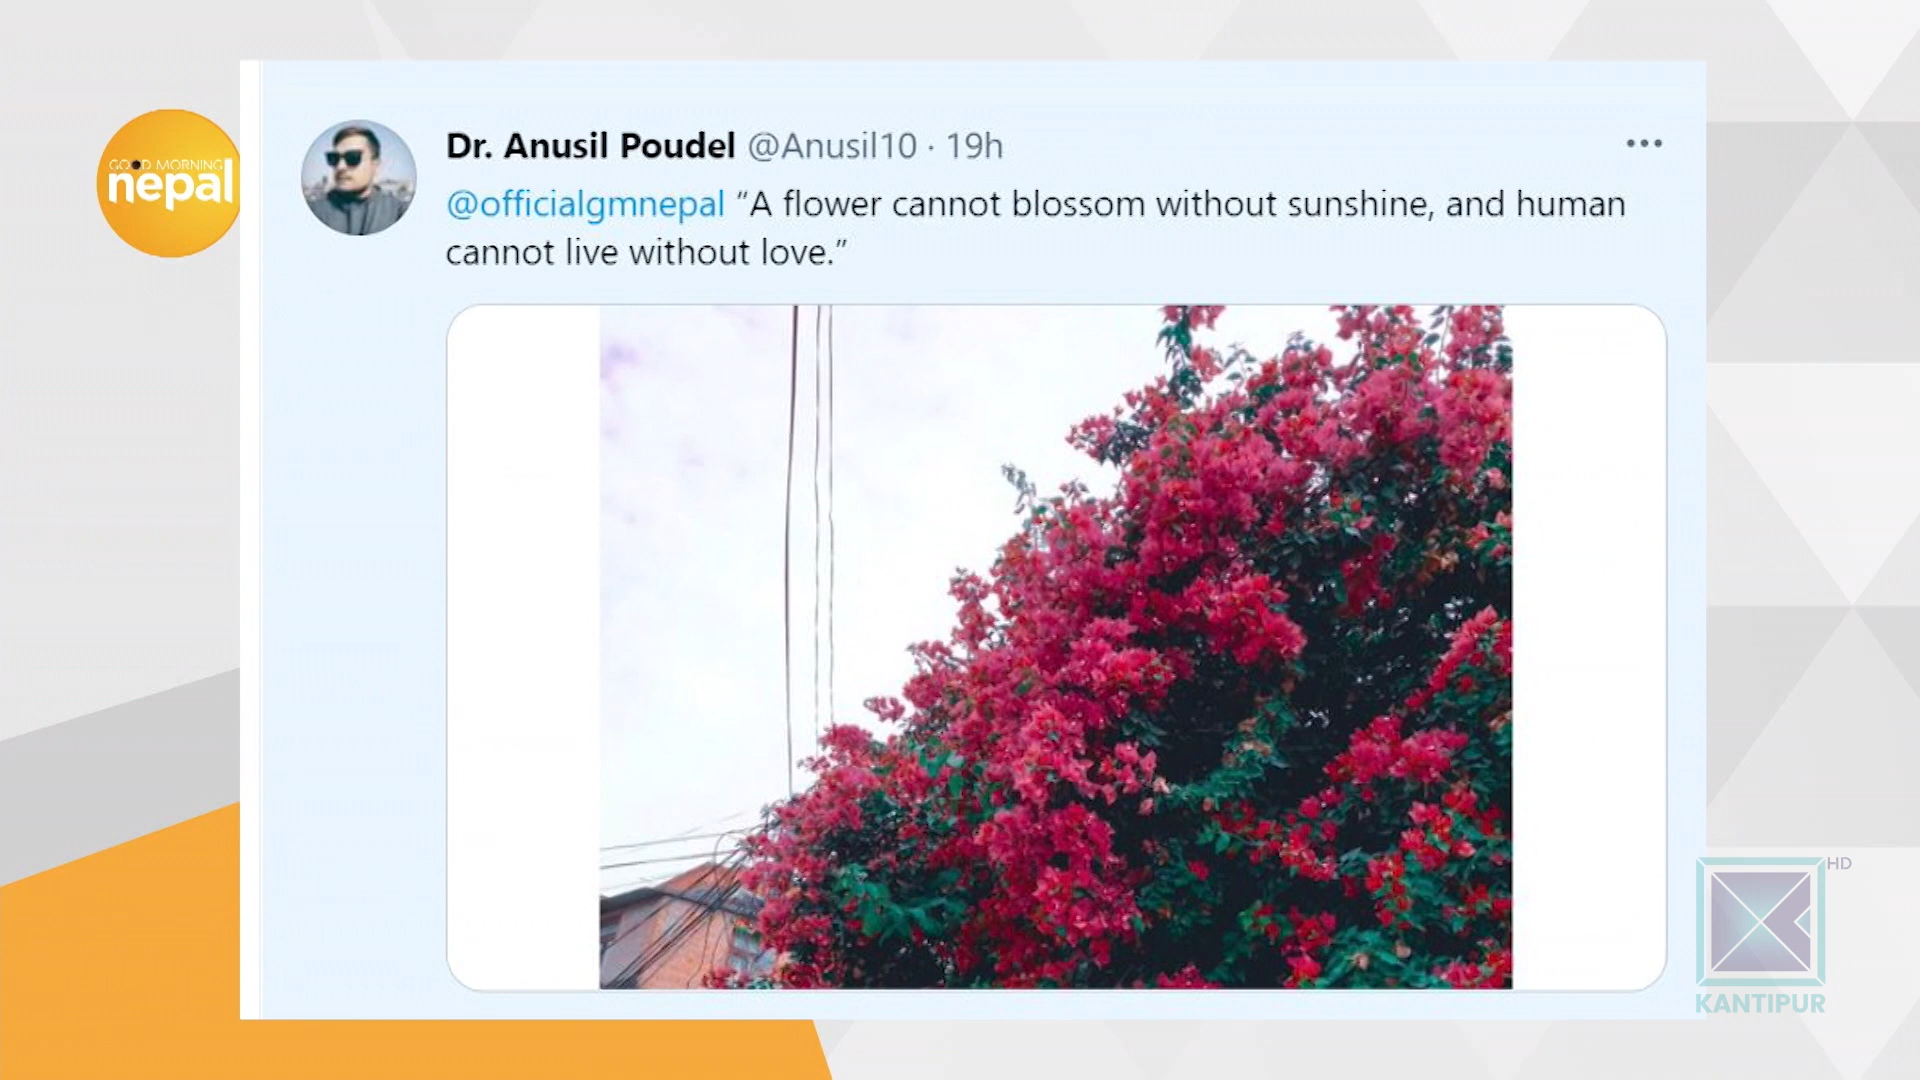 GOOD MORNING
nepal
Dr. Anusil Poudel @Anusil10 · 19h
@officialgmnepal “A flower cannot blossom without sunshine, and human
cannot live without love.”
HD
KANTIPUR